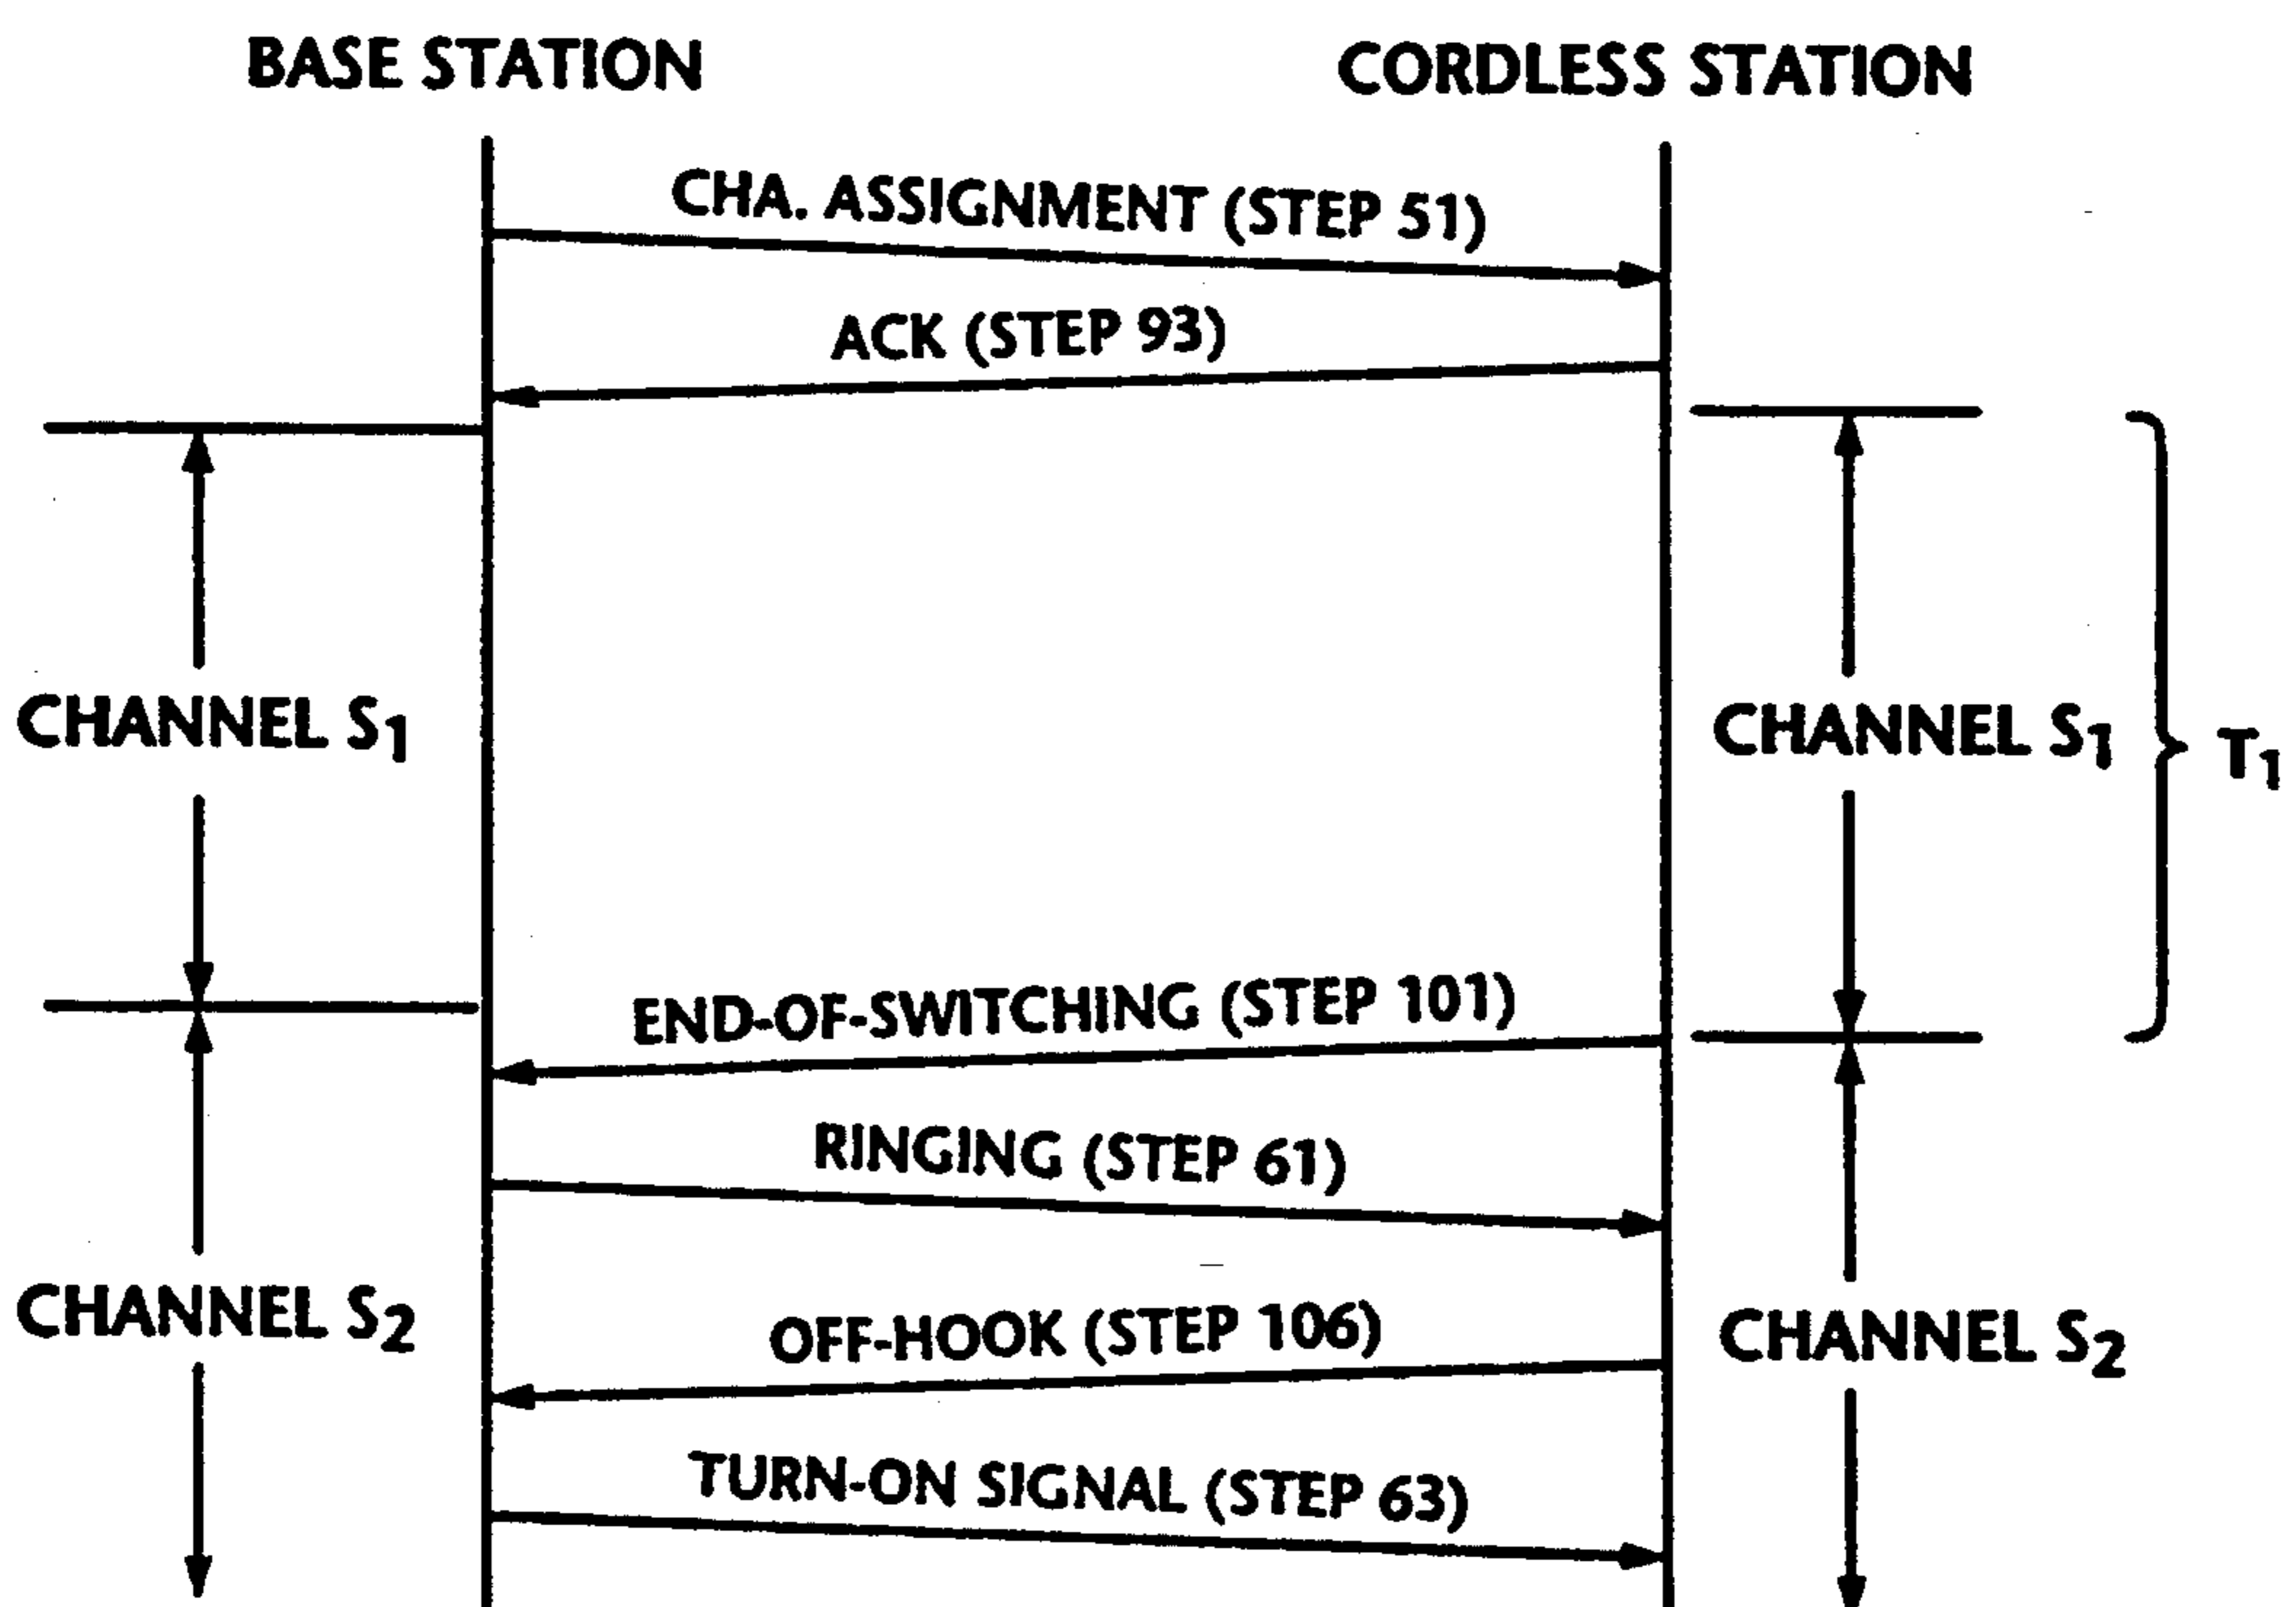 BASE STATION
CORDLESS STATION
CHA. ASSIGNMENT (STEP 51)
ACK (STEP 93)
CHANNEL S1
CHANNEL S1
T1
END-OF-SWITCHING (STEP 101)
RINGING (STEP 61)
CHANNEL S2
OFF-HOOK (STEP 106)
CHANNEL S2
TURN-ON SIGNAL (STEP 63)